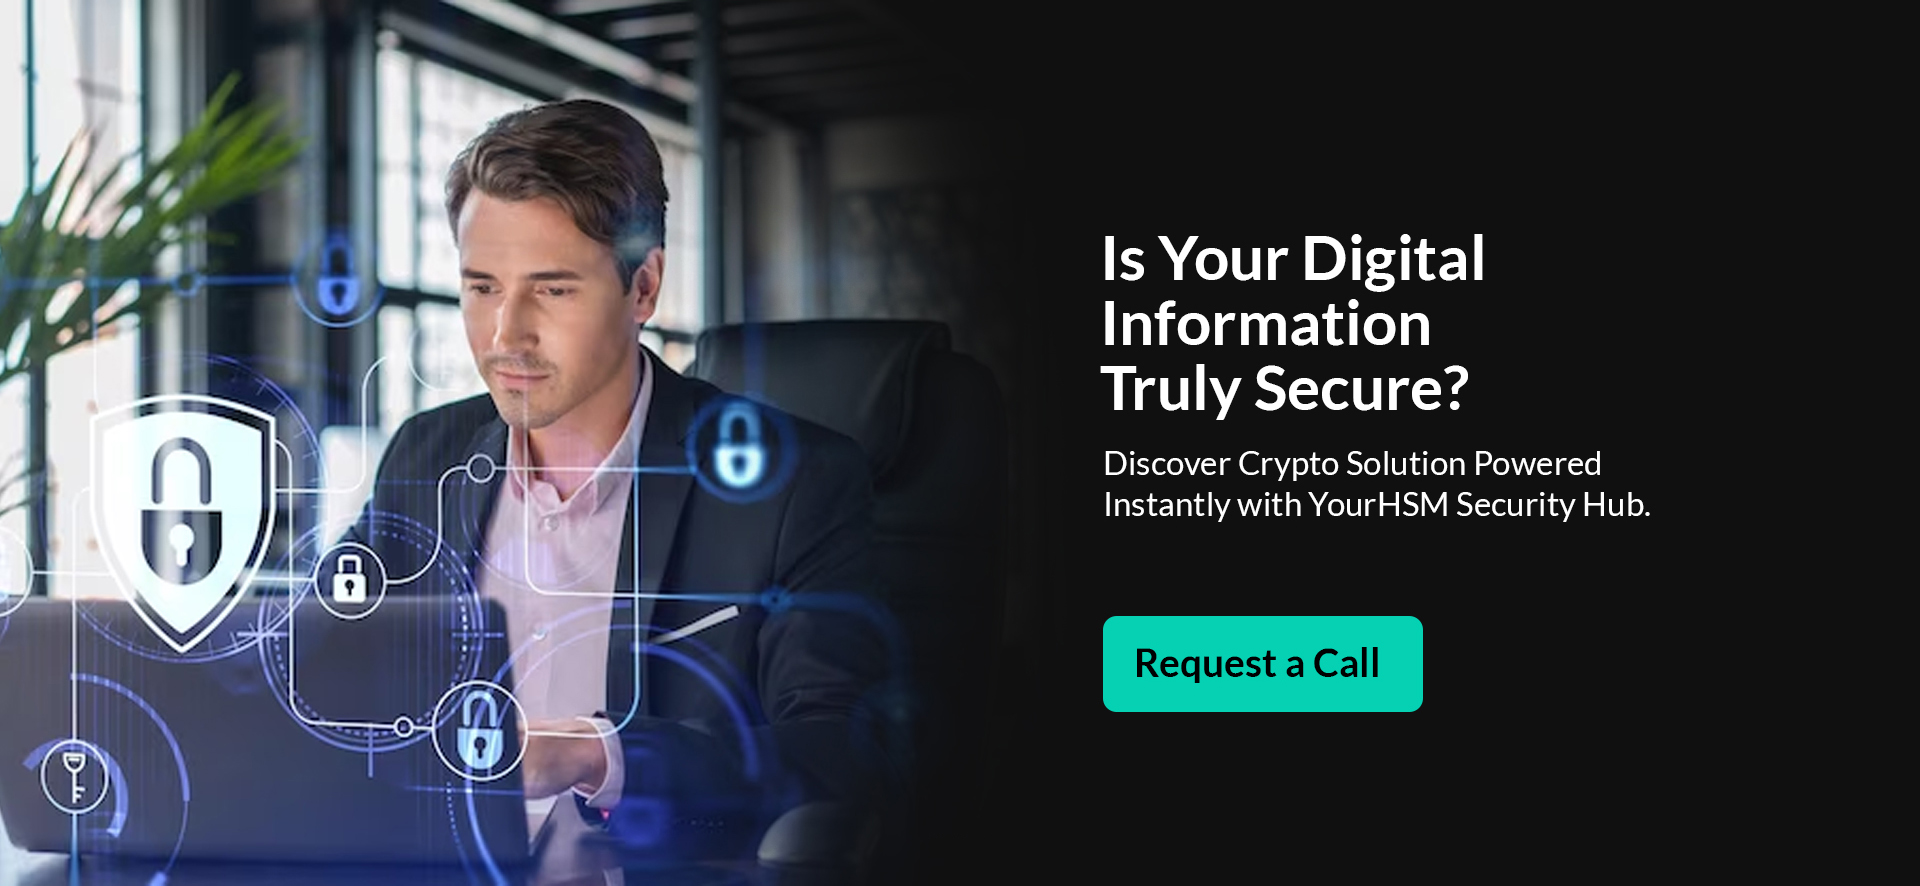 Is Your Digital
Information
Truly Secure?
Discover Crypto Solution Powered
Instantly with YourHSM Security Hub.
Request a Call